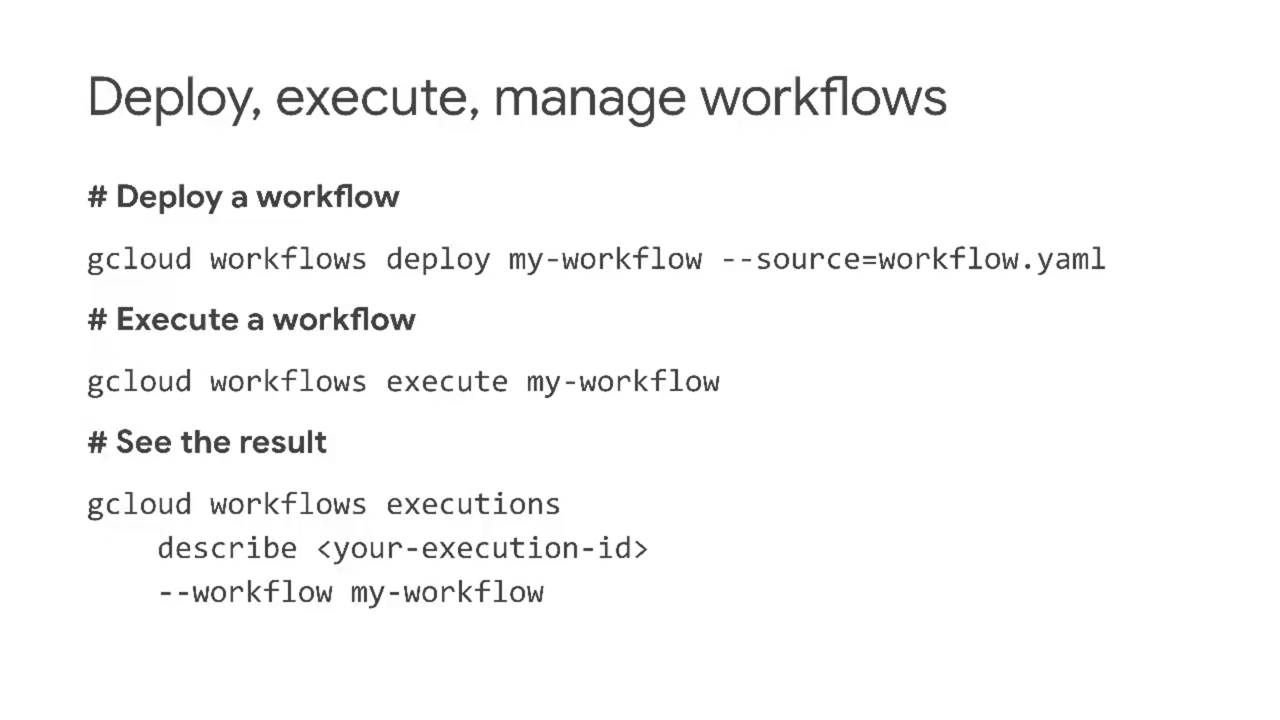 Deploy, execute, manage workflows
# Deploy a workflow
gcloud workflows deploy my-workflow --source=workflow.yaml
# Execute a workflow
gcloud workflows execute my-workflow
# See the result
gcloud workflows executions
describe <your-execution-id>
--workflow my-workflow